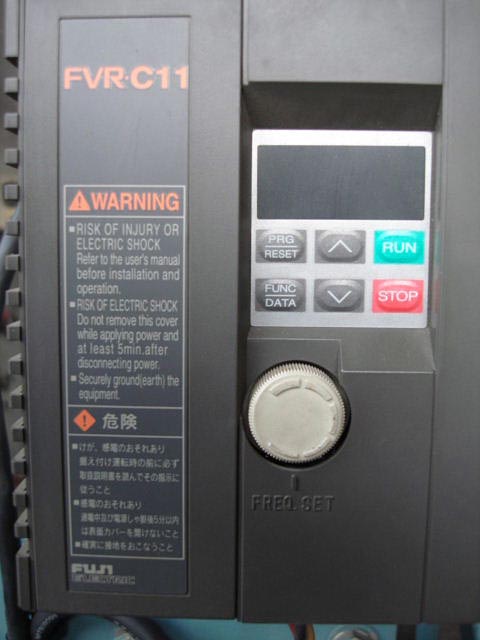 FVR-C11
WARNING
■RISK OF INJURY OR
ELECTRIC SHOCK
Refer to the user's manual
before installation and
operation.
■RISK OF ELECTRIC SHOCK
Do not remove this cover
while applying power and
at least 5min.after
disconnecting power.
■Securely ground(earth) the
equipment.
危険
■けが、感電のおそれあり
据え付け運転時の前に必ず
取扱説明書を読んでその指示に
従うこと
■感電のおそれあり
通電中及び電源しゃ断後5分以内
は表面カバーを開けないこと
■確実に接地をおこなうこと
FUJI
ELECTRIC
PRG
RESET
RUN
FUNC
DATA
STOP
FREQ. SET